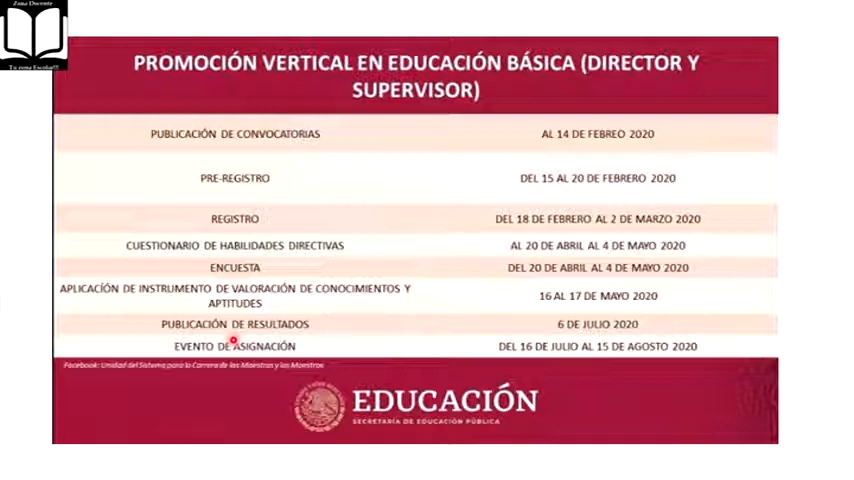 Zona Docente
Tu zona Escolar!!!
PROMOCIÓN VERTICAL EN EDUCACIÓN BÁSICA (DIRECTOR Y
SUPERVISOR)
PUBLICACIÓN DE CONVOCATORIAS AL 14 DE FEBREO 2020
PRE-REGISTRO DEL 15 AL 20 DE FEBRERO 2020
REGISTRO DEL 18 DE FEBRERO AL 2 DE MARZO 2020
CUESTIONARIO DE HABILIDADES DIRECTIVAS AL 20 DE ABRIL AL 4 DE MAYO 2020
ENCUESTA DEL 20 DE ABRIL AL 4 DE MAYO 2020
APLICACÍÓN DE INSTRUMENTO DE VALORACIÓN DE CONOCIMIENTOS Y
APTITUDES 16 AL 17 DE MAYO 2020
PUBLICACIÓN DE RESULTADOS 6 DE JULIO 2020
EVENTO DE ASIGNACIÓN DEL 16 DE JULIO AL 15 DE AGOSTO 2020
Facebook: Unidad del Sistema para la Carrera de las Maestras y los Maestros
EDUCACIÓN
SECRETARÍA DE EDUCACIÓN PÚBLICA